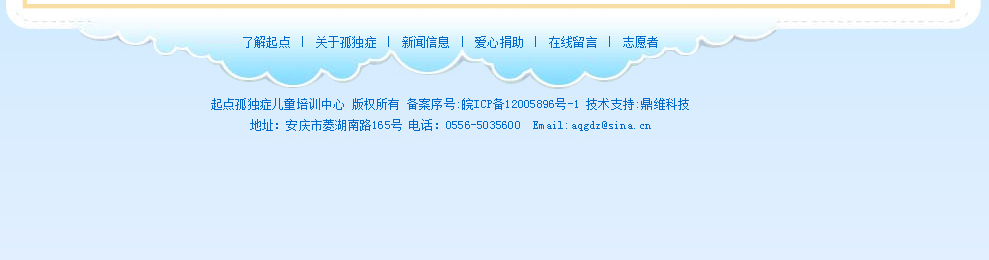 了解起点 | 关于孤独症 | 新闻信息 | 爱心捐助 | 在线留言 | 志愿者
起点孤独症儿童培训中心 版权所有 备案序号:皖ICP备12005896号-1 技术支持:鼎维科技
地址：安庆市菱湖南路165号 电话：0556-5035600 Email:aqgdz@sina.cn